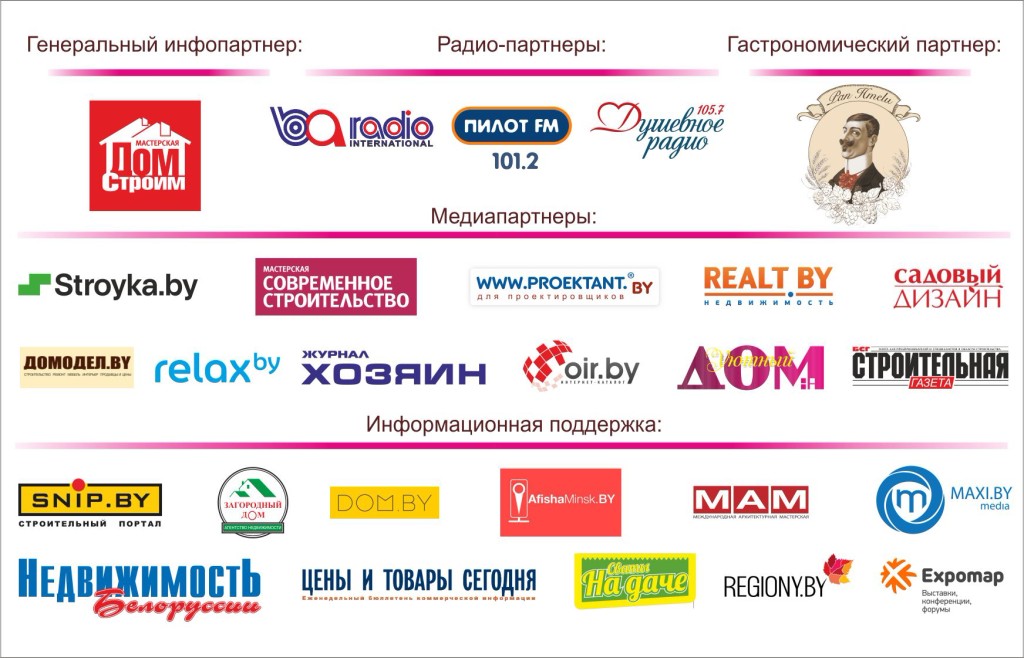 Генеральный инфопартнер:
Радио-партнеры:
Гастрономический партнер:
МАСТЕРСКАЯ
ДОМ
Строим
ba radio
INTERNATIONAL
ПИЛОТ FM
101.2
105.7
Душевное
радио
Pan Hmelu
Медиапартнеры:
Stroyka.by
МАСТЕРСКАЯ
СОВРЕМЕННОЕ
СТРОИТЕЛЬСТВО
WWW.PROEKTANT.®BY
для проектировщиков
REALT.BY
НЕДВИЖИМОСТЬ
САДОВЫЙ
ДИЗАЙН
ДОМОДЕЛ.BY
relax by
ЖУРНАЛ
ХОЗЯИН
oir.by
ИНТЕРНЕТ-КАТАЛОГ
Уютный
ДОМ
БСГ
СТРОИТЕЛЬНАЯ
ГАЗЕТА
Информационная поддержка:
SNIP.BY
СТРОИТЕЛЬНЫЙ ПОРТАЛ
ЗАГОРОДНЫЙ
ДОМ
АГЕНТСТВО НЕДВИЖИМОСТИ
DOM.BY
AfishaMinsk.BY
МАМ
МЕЖДУНАРОДНАЯ АРХИТЕКТУРНАЯ МАСТЕРСКАЯ
m
MAXI.BY
media
НЕДВИЖИМОСТЬ
Белоруссии
ЦЕНЫ И ТОВАРЫ СЕГОДНЯ
Еженедельный бюллетень коммерческой информации
Сваты
На даче
REGIONY.BY
Expomap
Выставки,
конференции,
форумы